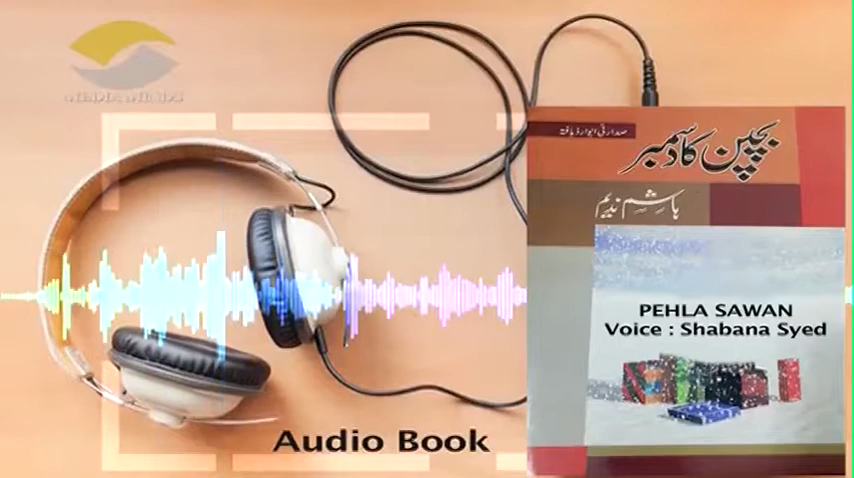 صدارتی ایوارڈ یافتہ
بچپن کا دسمبر
ہاشم ندیم
PEHLA SAWAN
Voice : Shabana Syed
Audio Book